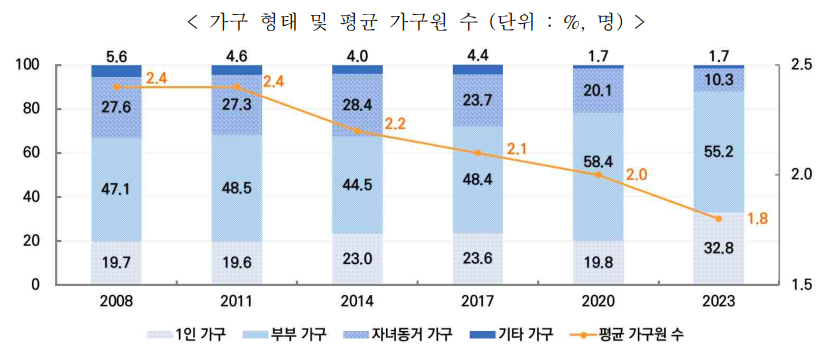 < 가구 형태 및 평균 가구원 수 (단위 : %, 명) >
5.6 4.6 4.0 4.4 1.7 1.7
100 2.5
2.4 2.4 10.3
27.6 27.3 28.4 23.7 20.1
80
2.2
2.1
60 58.4 55.2
47.1 48.5 44.5 48.4 2.0 2.0
40
1.8
20 32.8
19.7 19.6 23.0 23.6 19.8
0 1.5
2008 2011 2014 2017 2020 2023
1인 가구 부부 가구 자녀동거 가구 기타 가구 평균 가구원 수